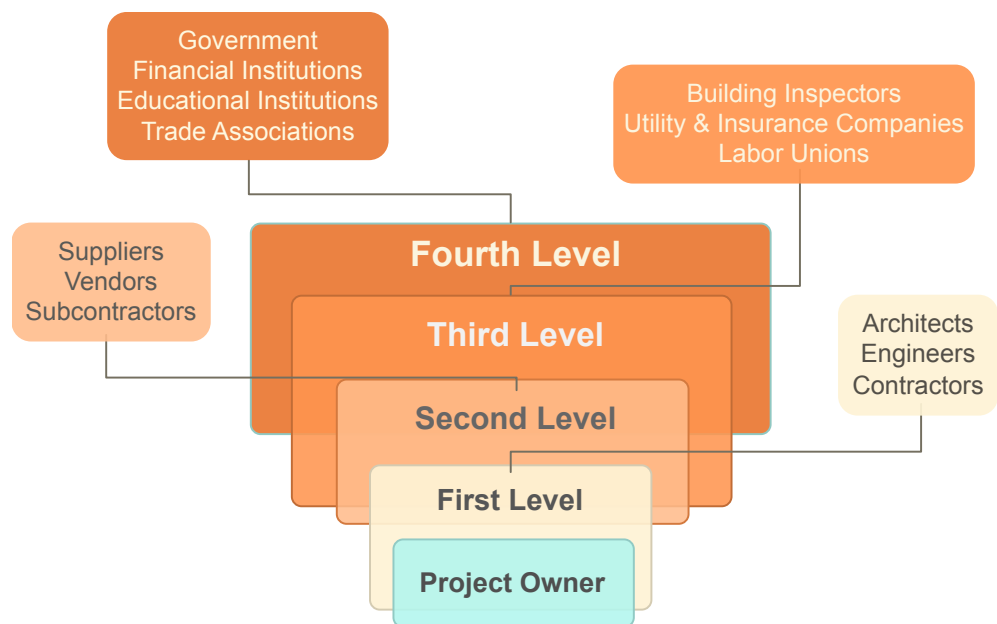 Government
Financial Institutions
Educational Institutions
Trade Associations
Building Inspectors
Utility & Insurance Companies
Labor Unions
Suppliers
Vendors
Subcontractors
Fourth Level
Third Level
Architects
Engineers
Contractors
Second Level
First Level
Project Owner